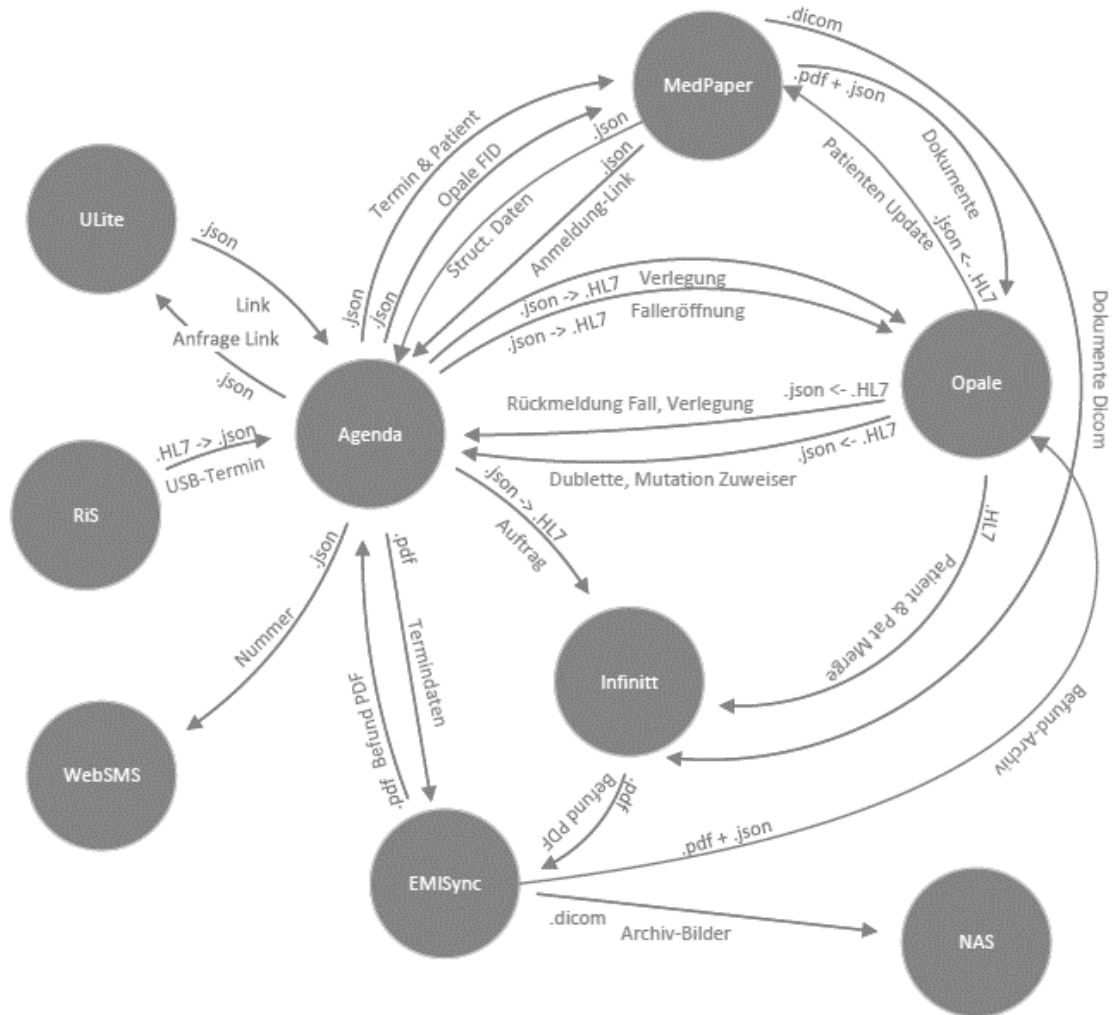 .dicom
MedPaper
.pdf + .json
Dokumente
Patienten Update
.json <- .HL7
Dokumente Dicom
Termin & Patient
.json
Opale FID
.json
.json
Struct. Daten
.json
Anmeldung-Link
ULite
.json
Link
Anfrage Link
.json
.json -> .HL7
Verlegung
.json -> .HL7
Falleröffnung
Opale
.json <- .HL7
Rückmeldung Fall, Verlegung
.json <- .HL7
Dublette, Mutation Zuweiser
Agenda
.HL7 -> .json
USB-Termin
RiS
.json -> .HL7
Auftrag
.HL7
Patient & Pat Merge
.json
Nummer
.pdf
Termindaten
.pdf Befund PDF
Infinitt
WebSMS
.pdf
Befund PDF
Befund-Archiv
.pdf + .json
EMISync
.dicom
Archiv-Bilder
NAS